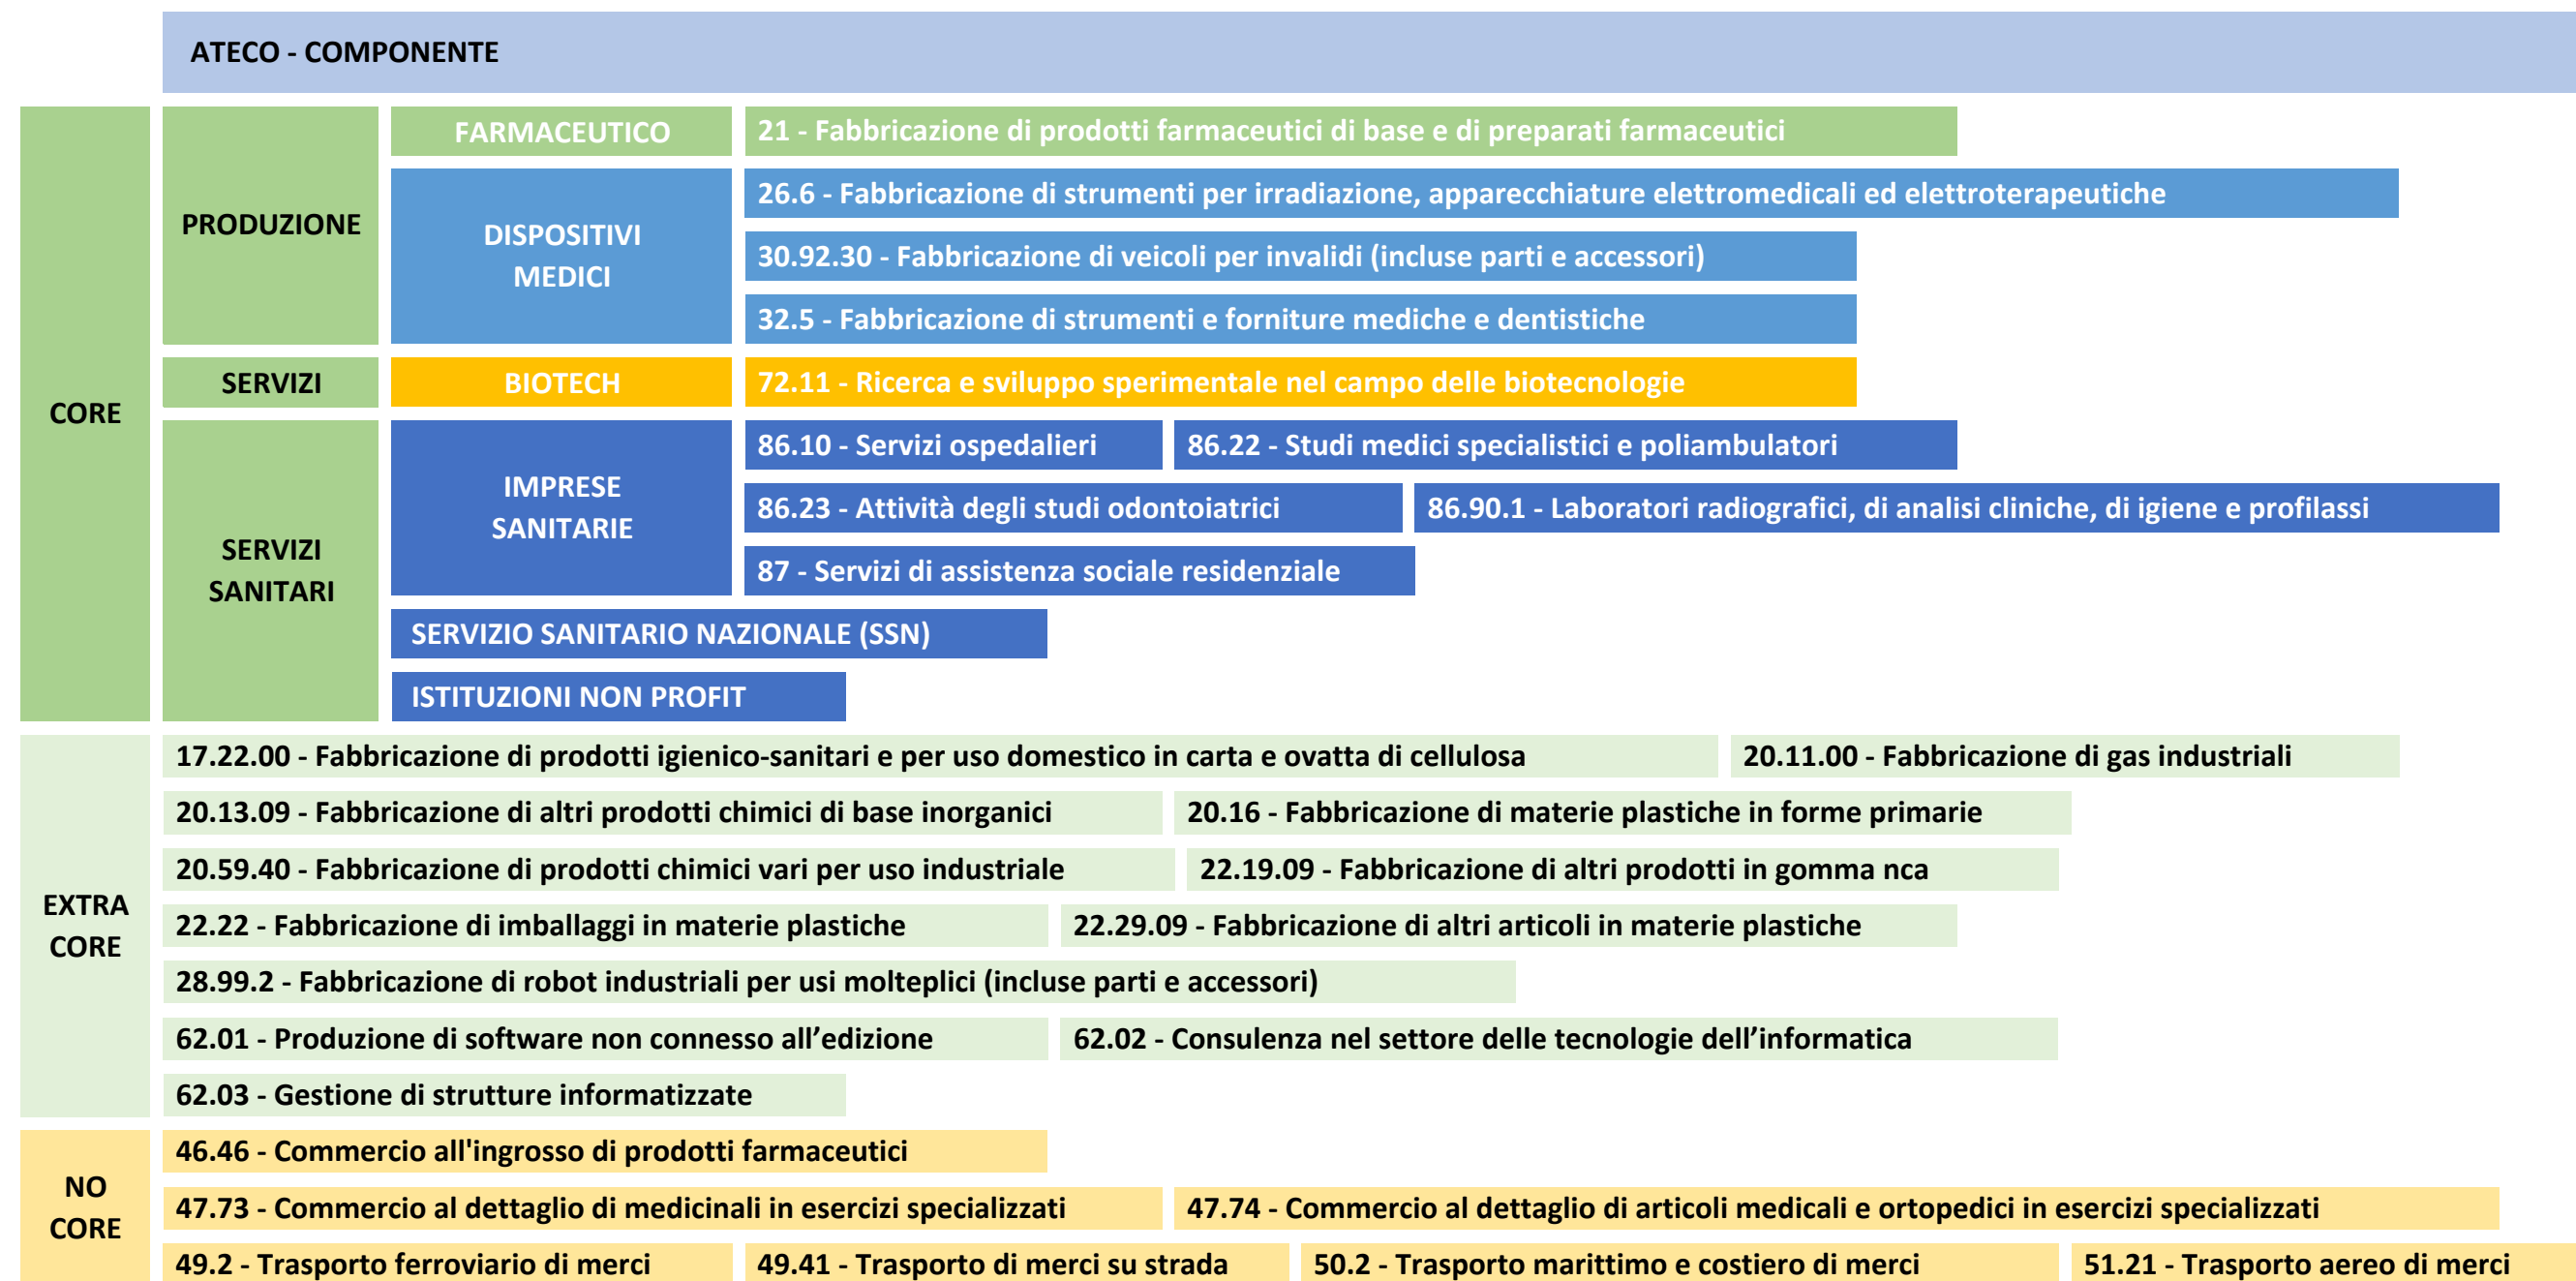 ATECO - COMPONENTE
CORE
PRODUZIONE
FARMACEUTICO
21 - Fabbricazione di prodotti farmaceutici di base e di preparati farmaceutici
DISPOSITIVI
MEDICI
26.6 - Fabbricazione di strumenti per irradiazione, apparecchiature elettromedicali ed elettroterapeutiche
30.92.30 - Fabbricazione di veicoli per invalidi (incluse parti e accessori)
32.5 - Fabbricazione di strumenti e forniture mediche e dentistiche
SERVIZI
BIOTECH
72.11 - Ricerca e sviluppo sperimentale nel campo delle biotecnologie
SERVIZI
SANITARI
IMPRESE
SANITARIE
86.10 - Servizi ospedalieri
86.22 - Studi medici specialistici e poliambulatori
86.23 - Attività degli studi odontoiatrici
86.90.1 - Laboratori radiografici, di analisi cliniche, di igiene e profilassi
87 - Servizi di assistenza sociale residenziale
SERVIZIO SANITARIO NAZIONALE (SSN)
ISTITUZIONI NON PROFIT
EXTRA
CORE
17.22.00 - Fabbricazione di prodotti igienico-sanitari e per uso domestico in carta e ovatta di cellulosa
20.11.00 - Fabbricazione di gas industriali
20.13.09 - Fabbricazione di altri prodotti chimici di base inorganici
20.16 - Fabbricazione di materie plastiche in forme primarie
20.59.40 - Fabbricazione di prodotti chimici vari per uso industriale
22.19.09 - Fabbricazione di altri prodotti in gomma nca
22.22 - Fabbricazione di imballaggi in materie plastiche
22.29.09 - Fabbricazione di altri articoli in materie plastiche
28.99.2 - Fabbricazione di robot industriali per usi molteplici (incluse parti e accessori)
62.01 - Produzione di software non connesso all’edizione
62.02 - Consulenza nel settore delle tecnologie dell’informatica
62.03 - Gestione di strutture informatizzate
NO
CORE
46.46 - Commercio all'ingrosso di prodotti farmaceutici
47.73 - Commercio al dettaglio di medicinali in esercizi specializzati
47.74 - Commercio al dettaglio di articoli medicali e ortopedici in esercizi specializzati
49.2 - Trasporto ferroviario di merci
49.41 - Trasporto di merci su strada
50.2 - Trasporto marittimo e costiero di merci
51.21 - Trasporto aereo di merci